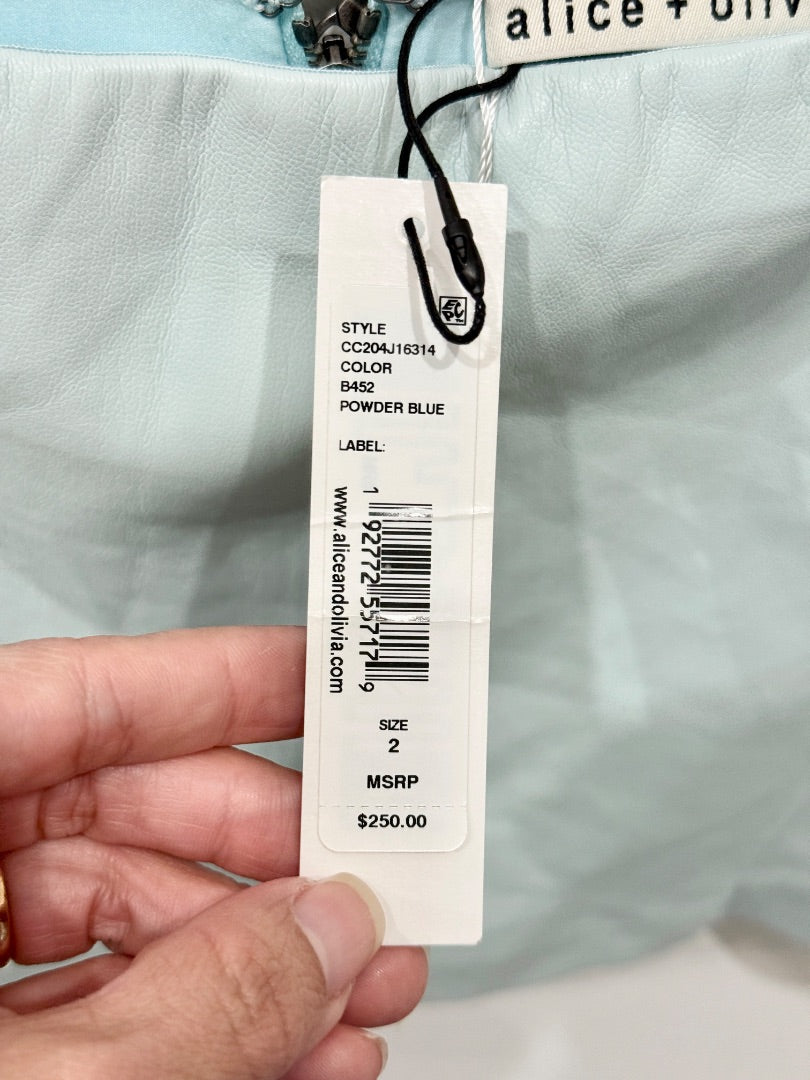 alice + oliv
EPC
STYLE
CC204J16314
COLOR
B452
POWDER BLUE
LABEL:
1 92772 55717 9
www.aliceandolivia.com
SIZE
2
MSRP
$250.00